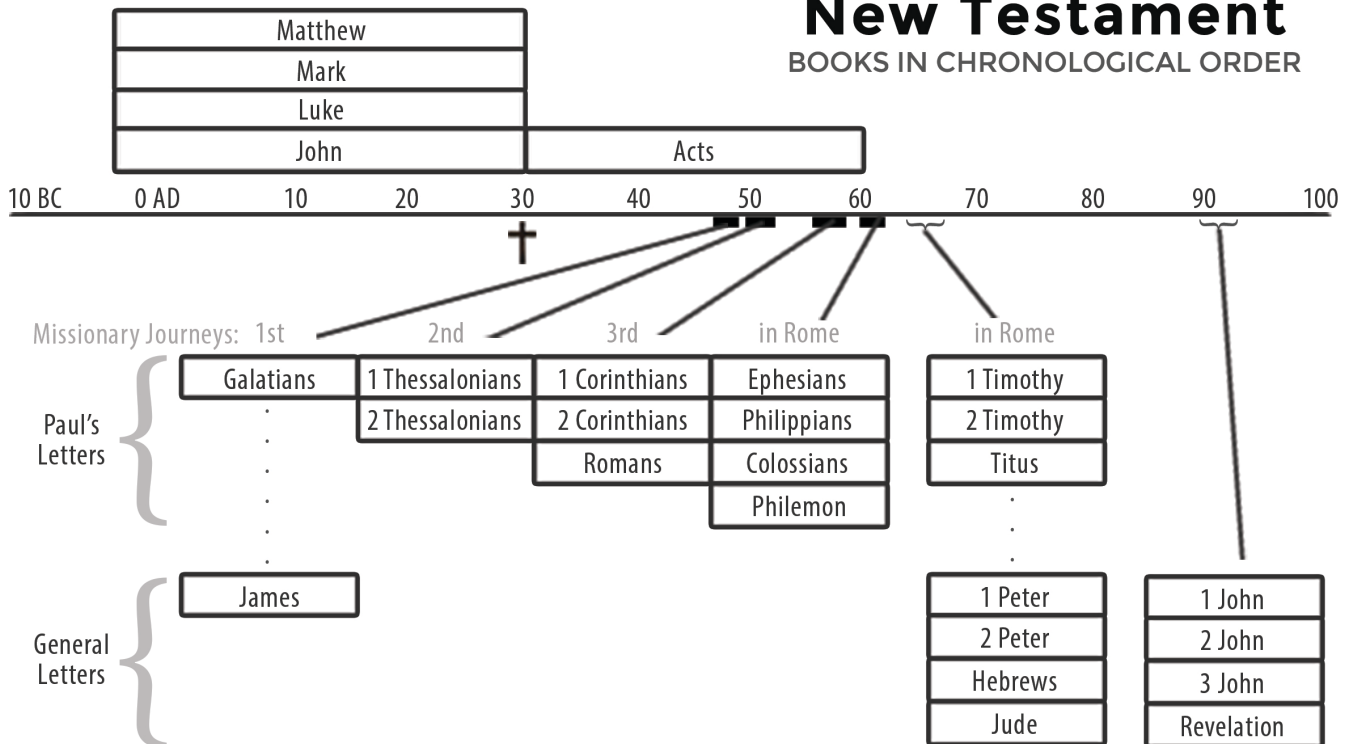 New Testament
BOOKS IN CHRONOLOGICAL ORDER
Matthew
Mark
Luke
John Acts
10 BC 0 AD 10 20 30 40 50 60 70 80 90 100
Missionary Journeys: 1st 2nd 3rd in Rome in Rome
Galatians 1 Thessalonians 1 Corinthians Ephesians 1 Timothy
2 Thessalonians 2 Corinthians Philippians 2 Timothy
Paul's
Letters
Romans Colossians Titus
Philemon
James 1 Peter 1 John
2 Peter 2 John
General
Letters
Hebrews 3 John
Jude Revelation